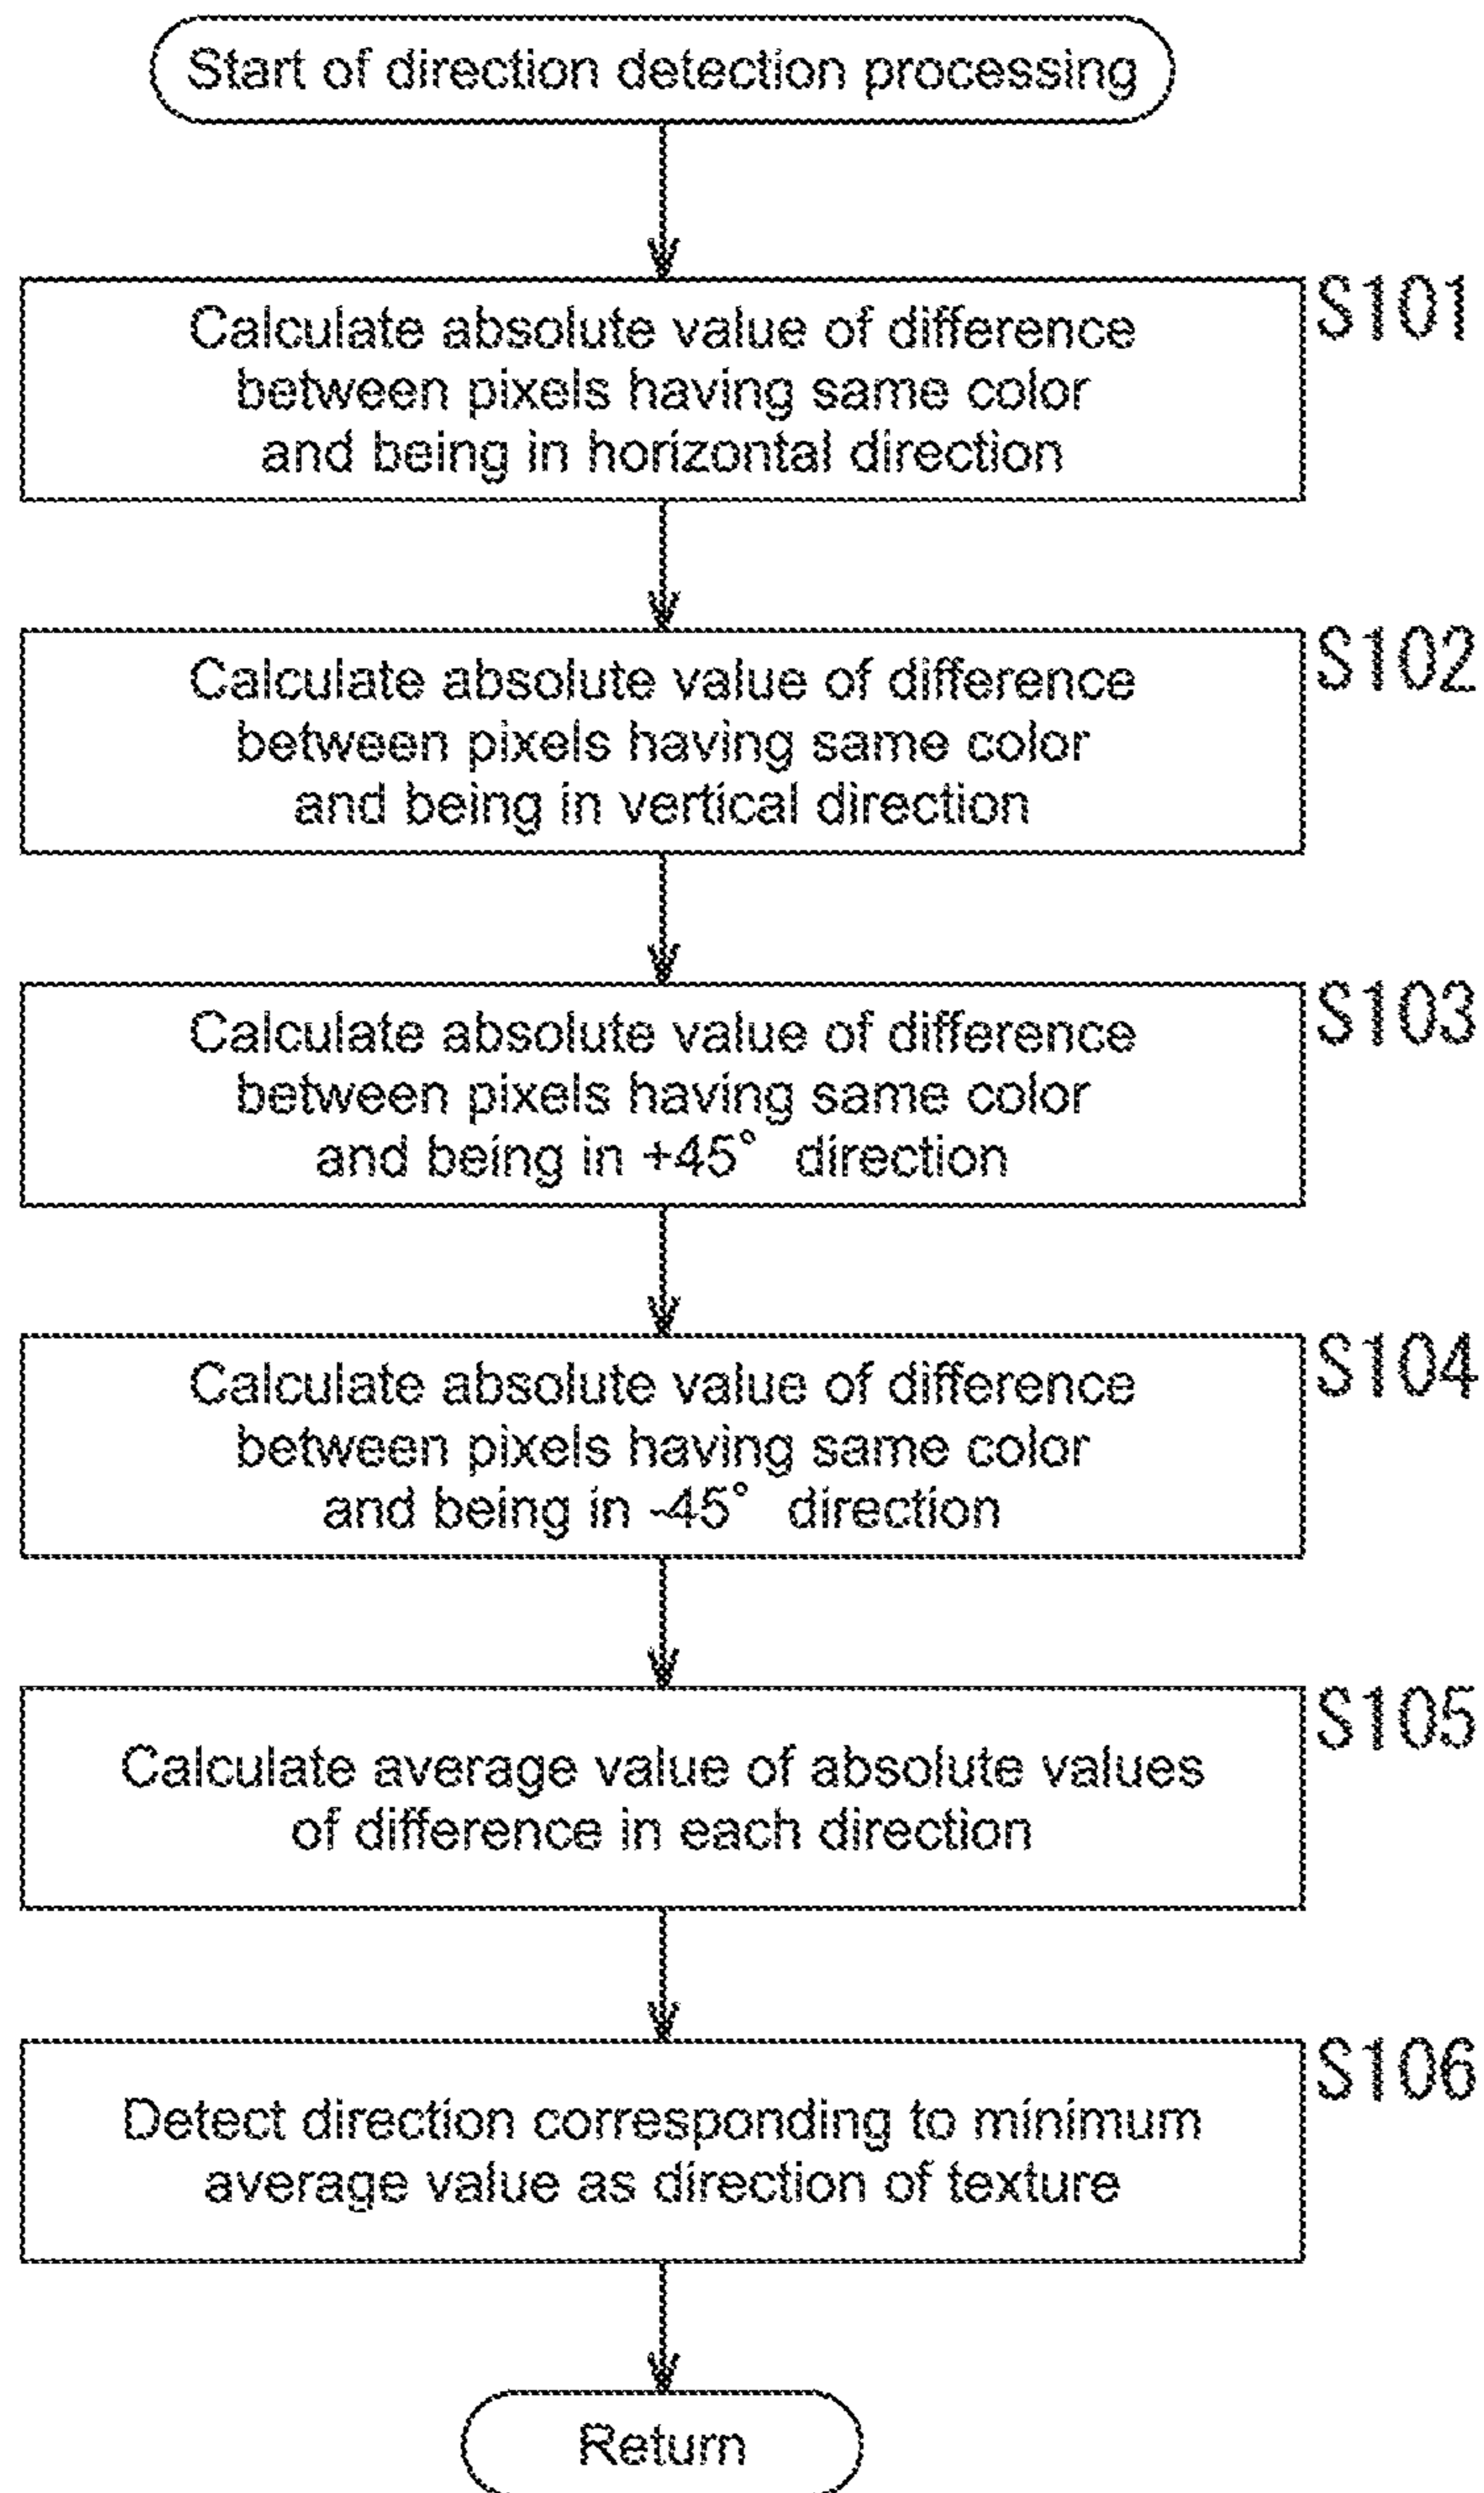 Start of direction detection processing
S101
Calculate absolute value of difference
between pixels having same color
and being in horizontal direction
S102
Calculate absolute value of difference
between pixels having same color
and being in vertical direction
S103
Calculate absolute value of difference
between pixels having same color
and being in +45° direction
S104
Calculate absolute value of difference
between pixels having same color
and being in -45° direction
S105
Calculate average value of absolute values
of difference in each direction
S106
Detect direction corresponding to minimum
average value as direction of texture
Return